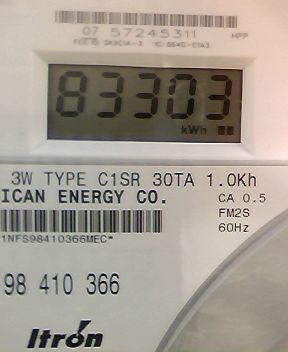 07 57245311 HPP
83303
kWh
3W TYPE C1SR 30TA 1.0Kh
ICAN ENERGY CO. CA 0.5
FM2S
60Hz
1NFS98410366MEC*
98 410 366
Itron